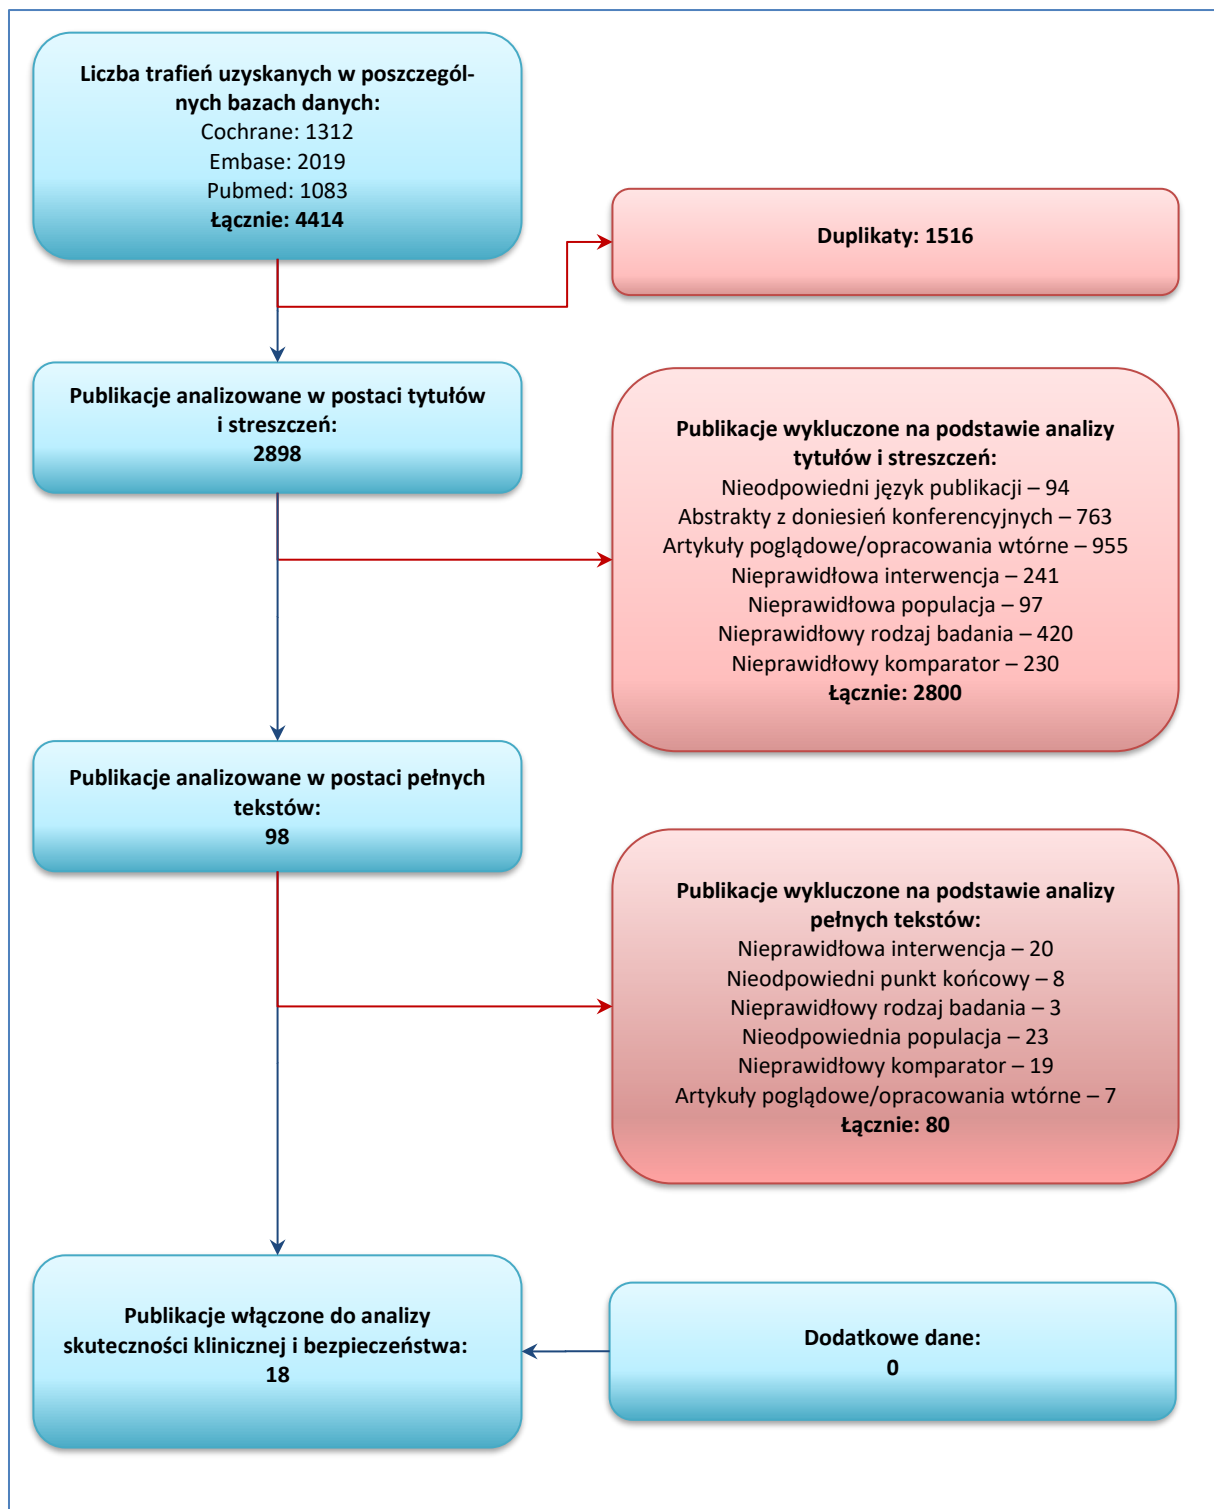 Liczba trafień uzyskanych w poszczegól-
nych bazach danych:
Cochrane: 1312
Embase: 2019
Pubmed: 1083
Łącznie: 4414
Duplikaty: 1516
Publikacje analizowane w postaci tytułów
i streszczeń:
2898
Publikacje wykluczone na podstawie analizy
tytułów i streszczeń:
Nieodpowiedni język publikacji – 94
Abstrakty z doniesień konferencyjnych – 763
Artykuły poglądowe/opracowania wtórne – 955
Nieprawidłowa interwencja – 241
Nieprawidłowa populacja – 97
Nieprawidłowy rodzaj badania – 420
Nieprawidłowy komparator – 230
Łącznie: 2800
Publikacje analizowane w postaci pełnych
tekstów:
98
Publikacje wykluczone na podstawie analizy
pełnych tekstów:
Nieprawidłowa interwencja – 20
Nieodpowiedni punkt końcowy – 8
Nieprawidłowy rodzaj badania – 3
Nieodpowiednia populacja – 23
Nieprawidłowy komparator – 19
Artykuły poglądowe/opracowania wtórne – 7
Łącznie: 80
Publikacje włączone do analizy
skuteczności klinicznej i bezpieczeństwa:
18
Dodatkowe dane:
0